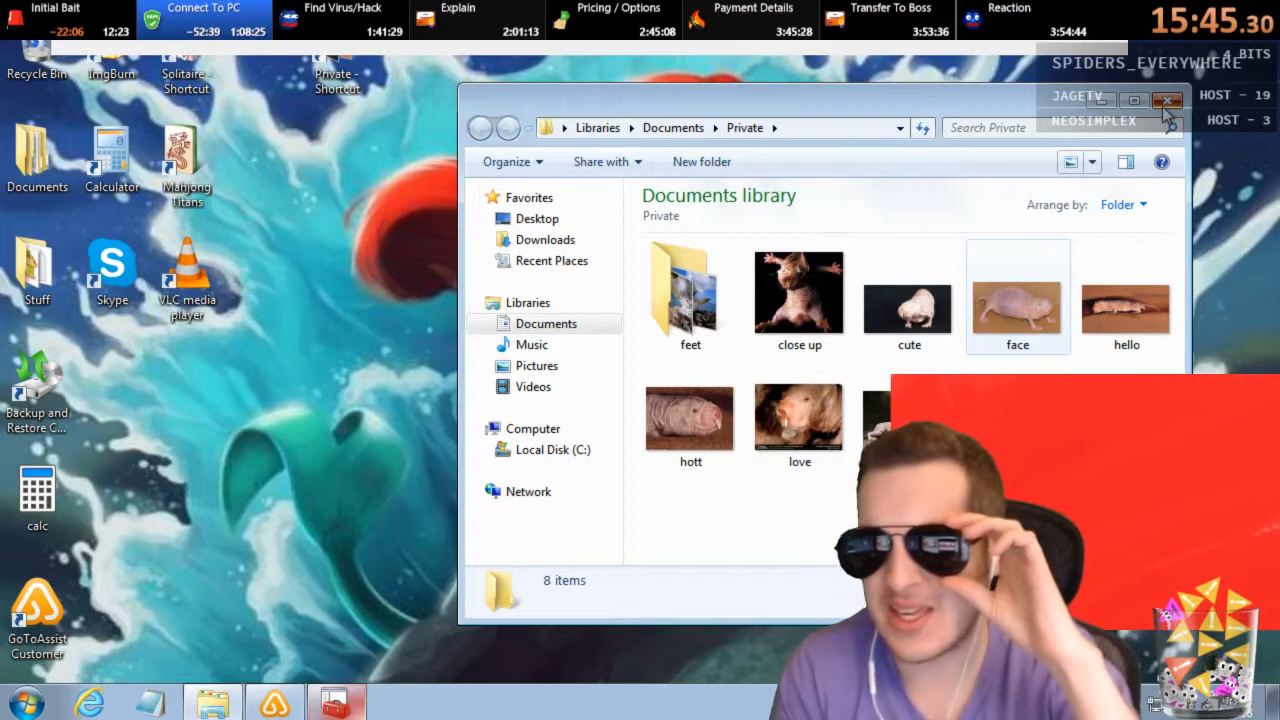 Initial Bait
-22:06 12:23
Connect To PC
-52:39 1:08:25
Find Virus/Hack
1:41:29
Explain
2:01:13
Pricing / Options
2:45:08
Payment Details
3:45:28
Transfer To Boss
3:53:36
Reaction
3:54:44
15:45.30
4 BITS
SPIDERS_EVERYWHERE
JAGETV HOST - 19
NEOSIMPLEX HOST - 3
Recycle Bin
ImgBurn
Solitaire -
Shortcut
Private -
Shortcut
Documents
Calculator
Mahjong
Titans
Stuff
Skype
VLC media
player
Backup and
Restore C...
calc
GoToAssist
Customer
Libraries
Documents
Private
Search Private
Organize
Share with
New folder
Favorites
Desktop
Downloads
Recent Places
Libraries
Documents
Music
Pictures
Videos
Computer
Local Disk (C:)
Network
Documents library
Private
Arrange by: Folder
feet
close up
cute
face
hello
hott
love
8 items